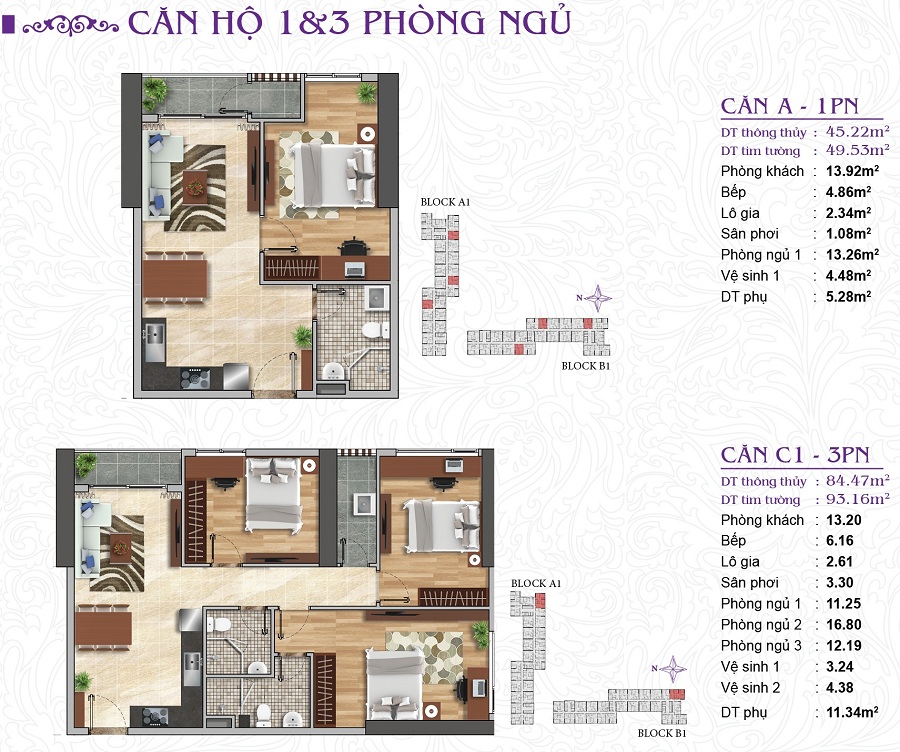 CĂN HỘ 1&3 PHÒNG NGỦ
CĂN A - 1PN
DT thông thủy : 45.22m²
DT tim tường : 49.53m²
Phòng khách : 13.92m²
Bếp : 4.86m²
Lô gia : 2.34m²
Sân phơi : 1.08m²
Phòng ngủ 1 : 13.26m²
Vệ sinh 1 : 4.48m²
DT phụ : 5.28m²
BLOCK A1
N
BLOCK B1
CĂN C1 - 3PN
DT thông thủy : 84.47m²
DT tim tường : 93.16m²
Phòng khách : 13.20
Bếp : 6.16
Lô gia : 2.61
Sân phơi : 3.30
Phòng ngủ 1 : 11.25
Phòng ngủ 2 : 16.80
Phòng ngủ 3 : 12.19
Vệ sinh 1 : 3.24
Vệ sinh 2 : 4.38
DT phụ : 11.34m²
BLOCK A1
N
BLOCK B1